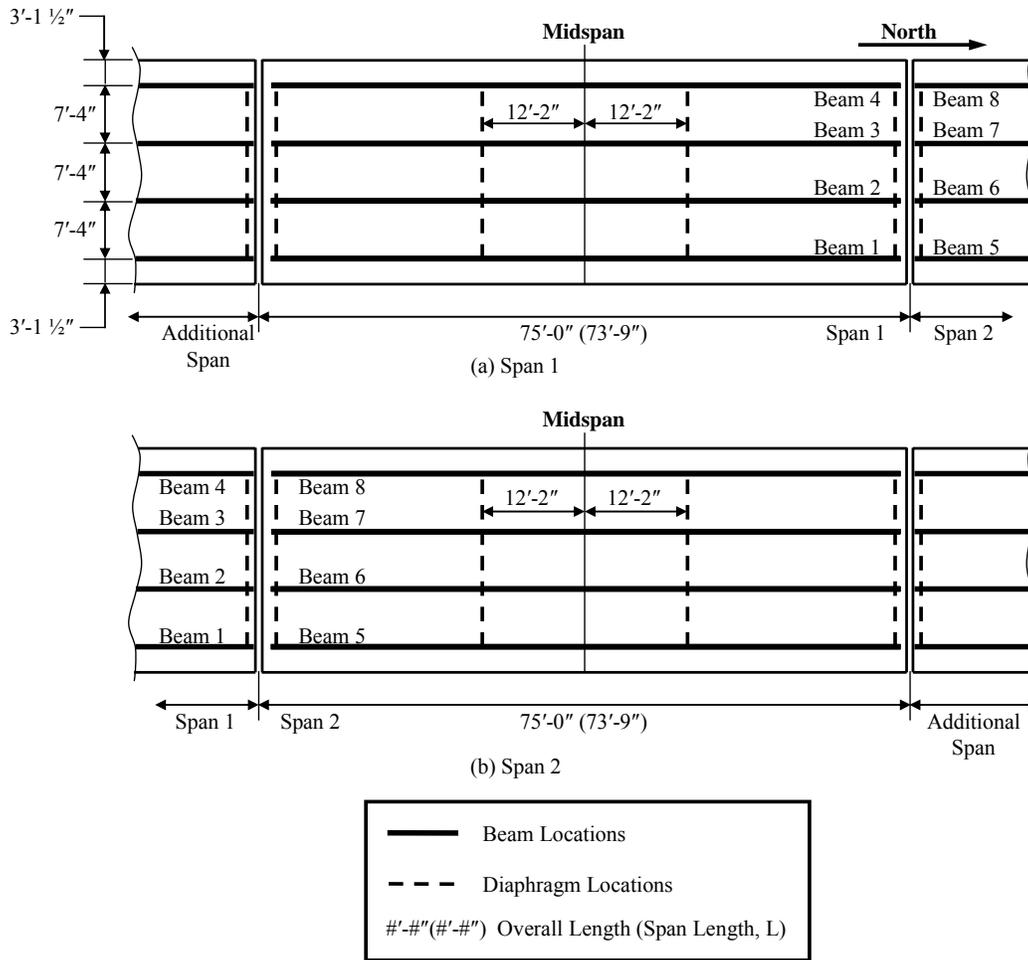 3′-1 ½″
Midspan
North
7′-4″
12′-2″ 12′-2″
Beam 4 Beam 8
Beam 3 Beam 7
7′-4″
Beam 2 Beam 6
7′-4″
Beam 1 Beam 5
3′-1 ½″
Additional
Span
75′-0″ (73′-9″)
Span 1
Span 2
(a) Span 1
Midspan
Beam 4 Beam 8
12′-2″ 12′-2″
Beam 3 Beam 7
Beam 2 Beam 6
Beam 1 Beam 5
Span 1
Span 2
75′-0″ (73′-9″)
Additional
Span
(b) Span 2
Beam Locations
Diaphragm Locations
#′-#″(#′-#″) Overall Length (Span Length, L)